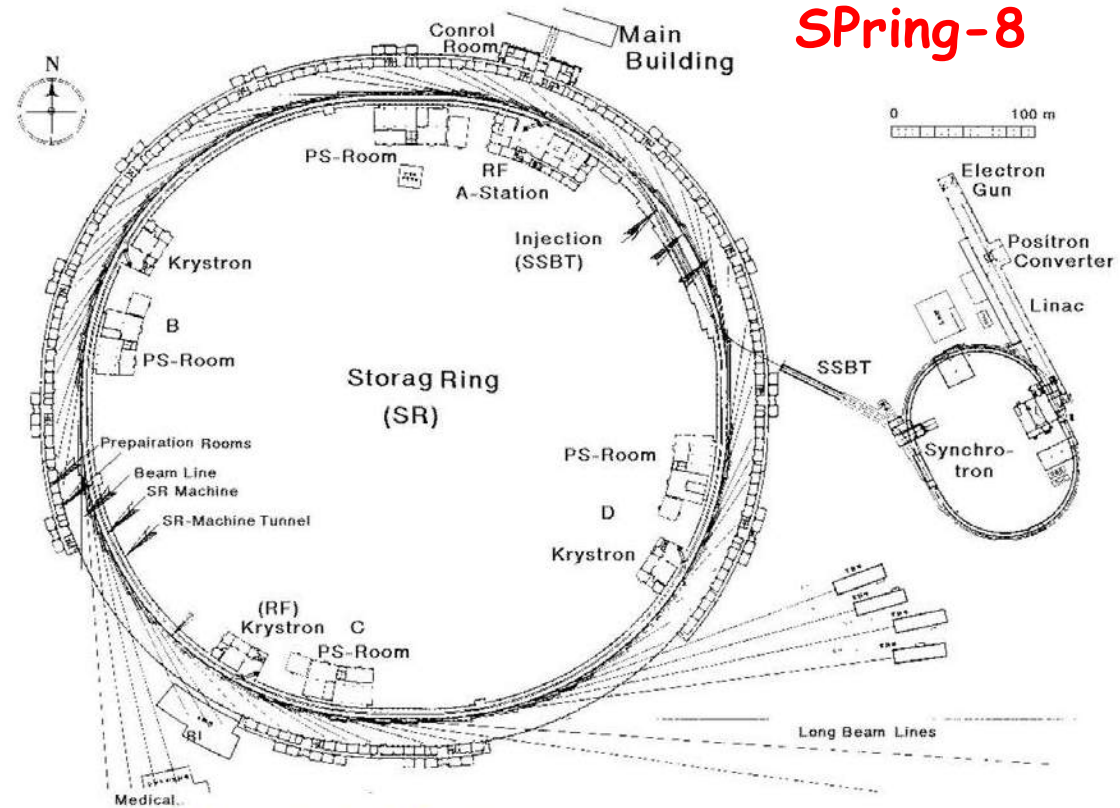 SPring-8
Conrol
Room
Main
Building
N
0 100 m
PS-Room
RF
A-Station
Electron
Gun
Injection
(SSBT)
Positron
Converter
Krystron
Linac
B
PS-Room
SSBT
Storag Ring
(SR)
Prepairation Rooms
Beam Line
SR Machine
SR-Machine Tunnel
PS-Room
Synchro-
tron
D
Krystron
(RF)
Krystron
C
PS-Room
RI
Long Beam Lines
Medical..